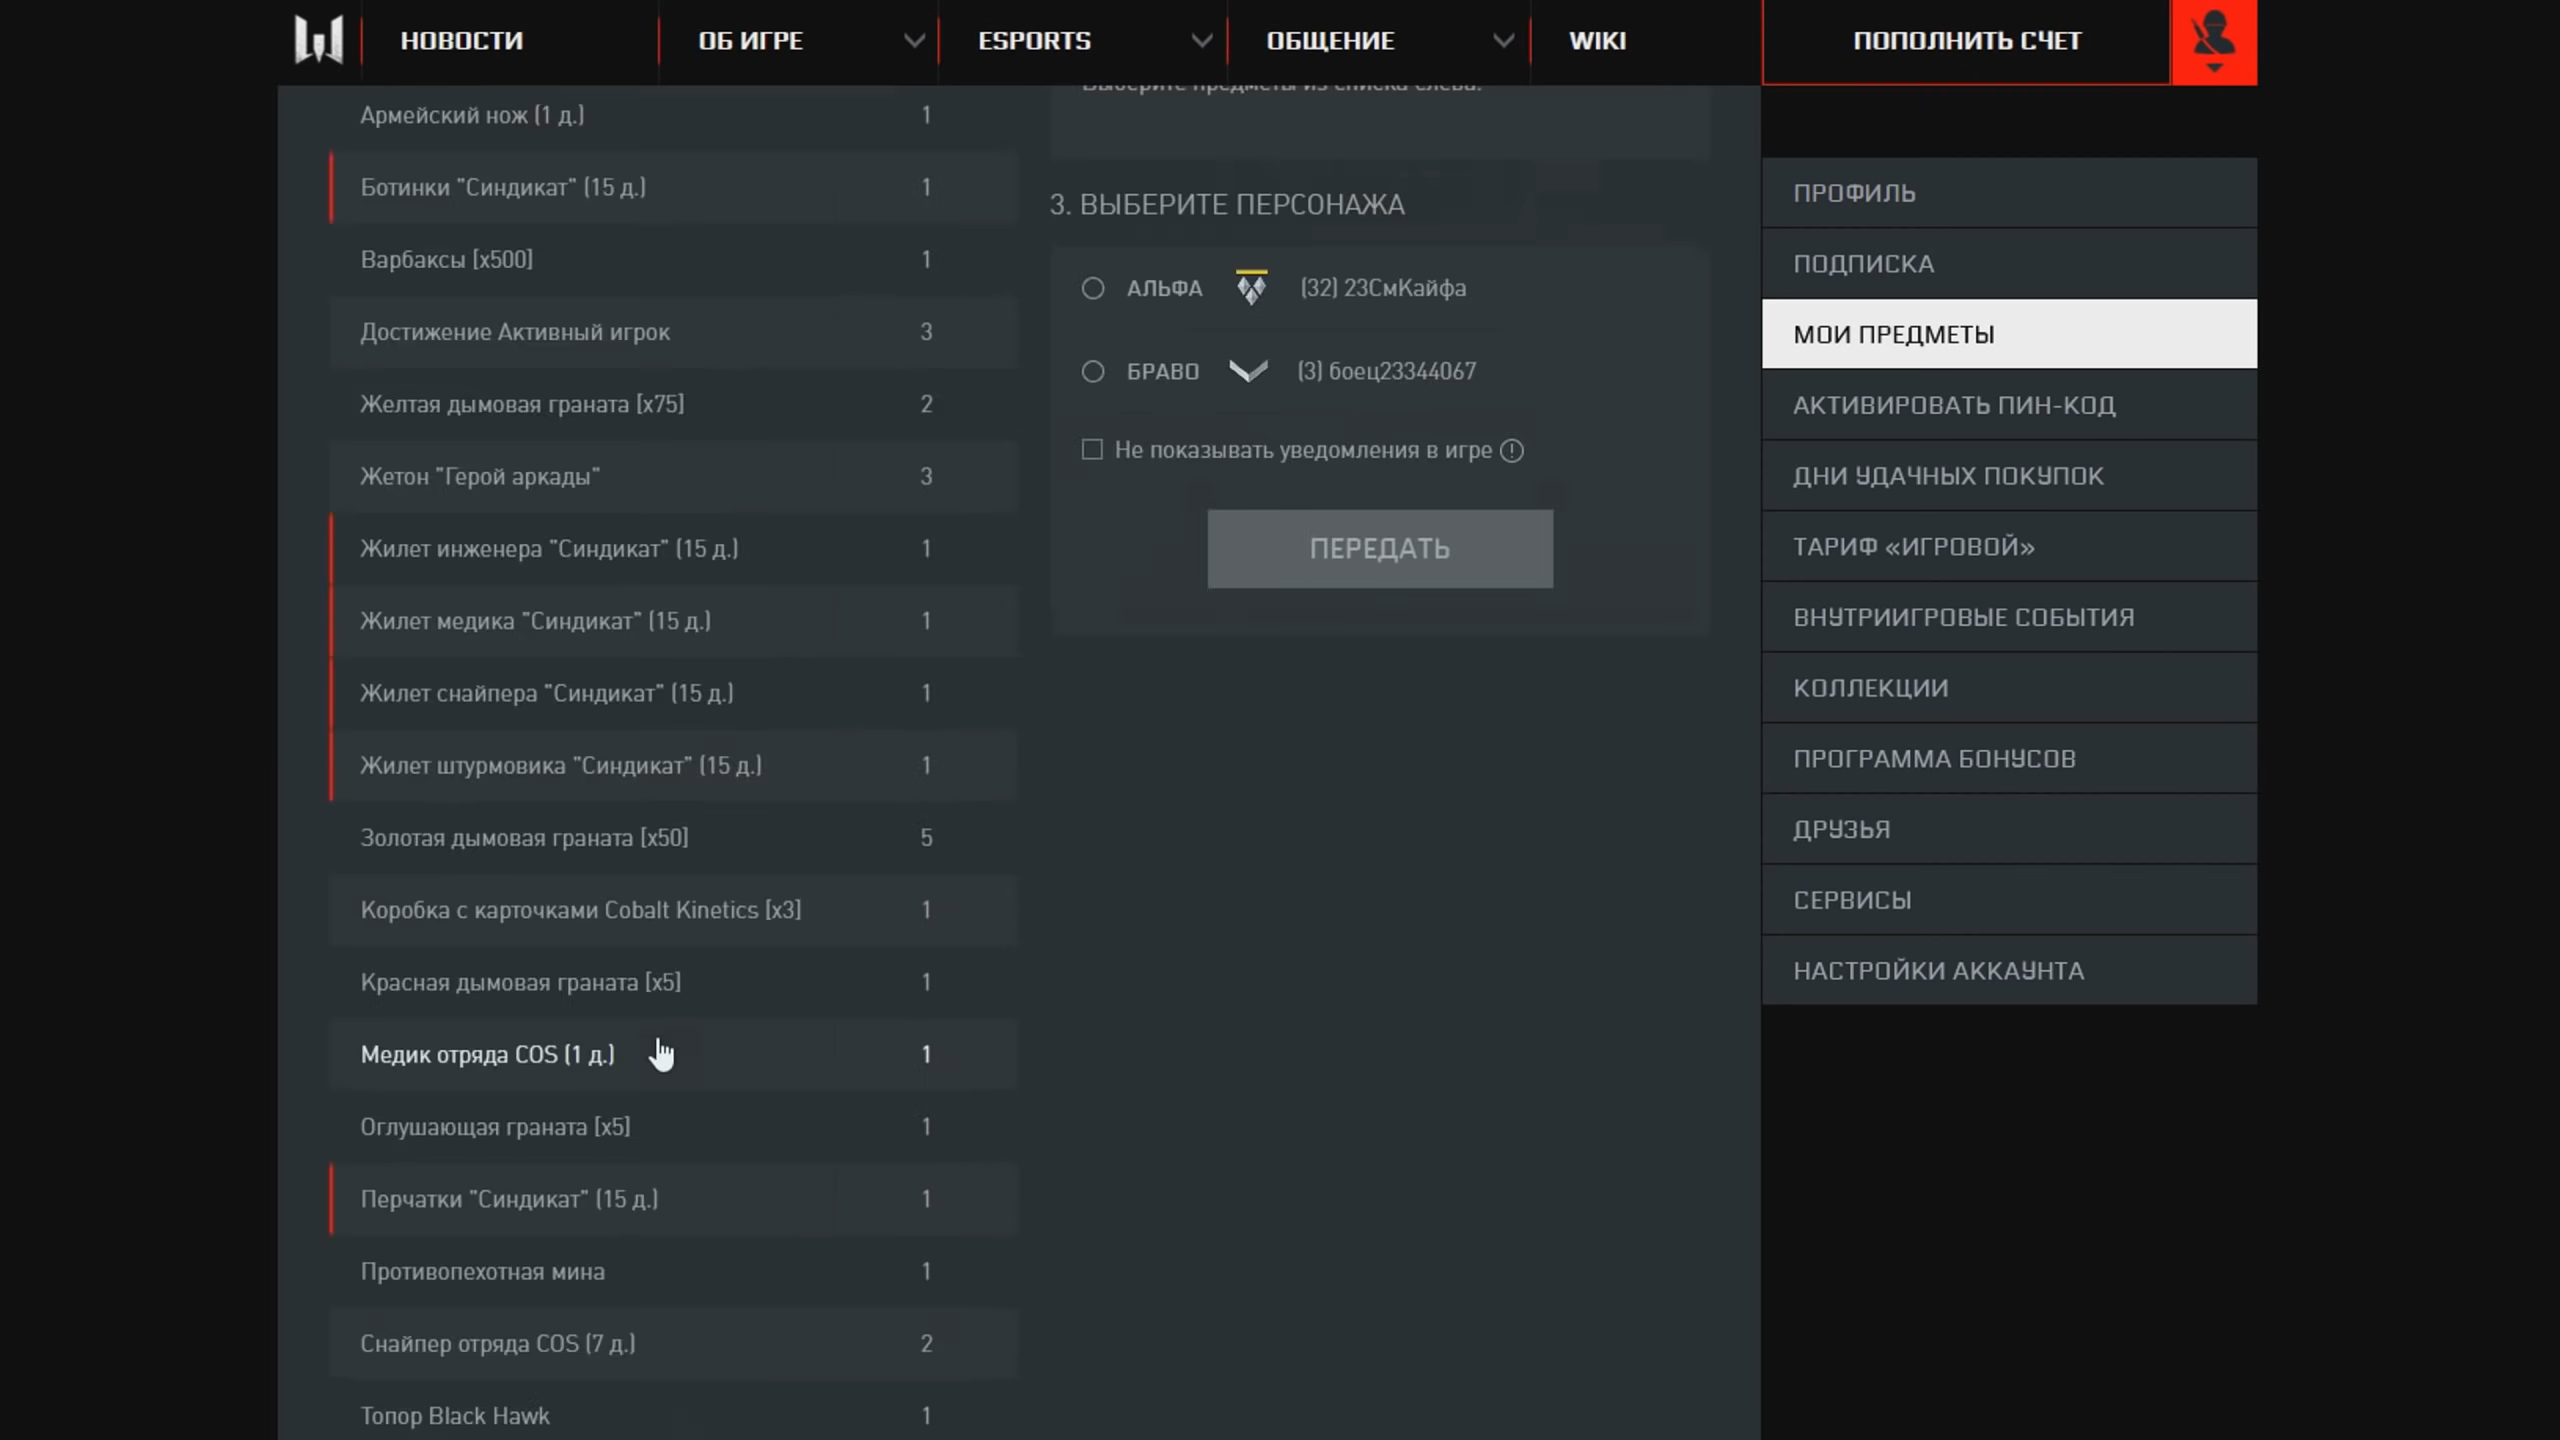 НОВОСТИ
ОБ ИГРЕ
ESPORTS
ОБЩЕНИЕ
WIKI
ПОПОЛНИТЬ СЧЕТ
Армейский нож (1 д.) 1
Ботинки "Синдикат" (15 д.) 1
Варбаксы [x500] 1
Достижение Активный игрок 3
Желтая дымовая граната [x75] 2
Жетон "Герой аркады" 3
Жилет инженера "Синдикат" (15 д.) 1
Жилет медика "Синдикат" (15 д.) 1
Жилет снайпера "Синдикат" (15 д.) 1
Жилет штурмовика "Синдикат" (15 д.) 1
Золотая дымовая граната [x50] 5
Коробка с карточками Cobalt Kinetics [x3] 1
Красная дымовая граната [x5] 1
Медик отряда COS (1 д.) 1
Оглушающая граната [x5] 1
Перчатки "Синдикат" (15 д.) 1
Противопехотная мина 1
Снайпер отряда COS (7 д.) 2
Топор Black Hawk 1
Выберите предметы из списка слева.
3. ВЫБЕРИТЕ ПЕРСОНАЖА
АЛЬФА (32) 23СмКайфа
БРАВО (3) боец23344067
Не показывать уведомления в игре
ПЕРЕДАТЬ
ПРОФИЛЬ
ПОДПИСКА
МОИ ПРЕДМЕТЫ
АКТИВИРОВАТЬ ПИН-КОД
ДНИ УДАЧНЫХ ПОКУПОК
ТАРИФ «ИГРОВОЙ»
ВНУТРИИГРОВЫЕ СОБЫТИЯ
КОЛЛЕКЦИИ
ПРОГРАММА БОНУСОВ
ДРУЗЬЯ
СЕРВИСЫ
НАСТРОЙКИ АККАУНТА